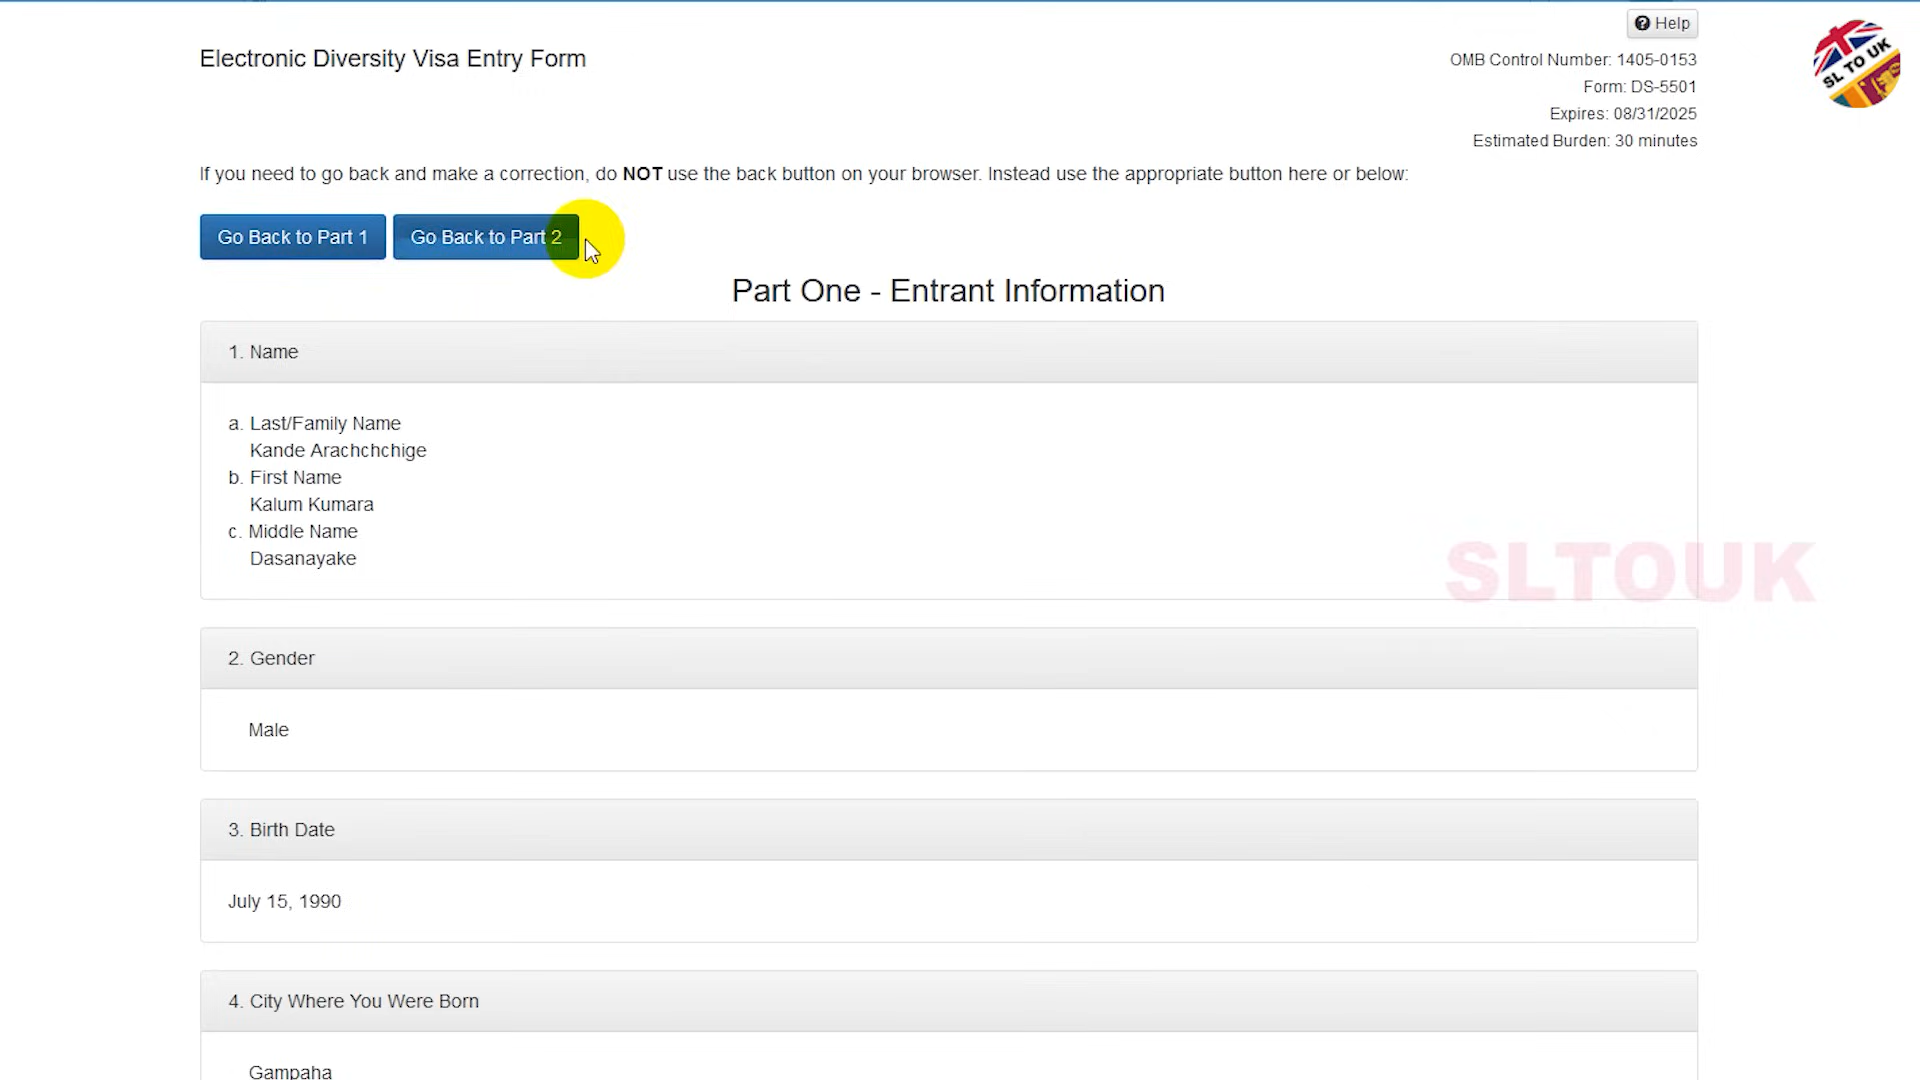 Help
SL TO UK
Electronic Diversity Visa Entry Form
OMB Control Number: 1405-0153
Form: DS-5501
Expires: 08/31/2025
Estimated Burden: 30 minutes
If you need to go back and make a correction, do NOT use the back button on your browser. Instead use the appropriate button here or below:
Go Back to Part 1
Go Back to Part 2
Part One - Entrant Information
1. Name
a. Last/Family Name
Kande Arachchchige
b. First Name
Kalum Kumara
c. Middle Name
Dasanayake
SLTOUK
2. Gender
Male
3. Birth Date
July 15, 1990
4. City Where You Were Born
Gampaha